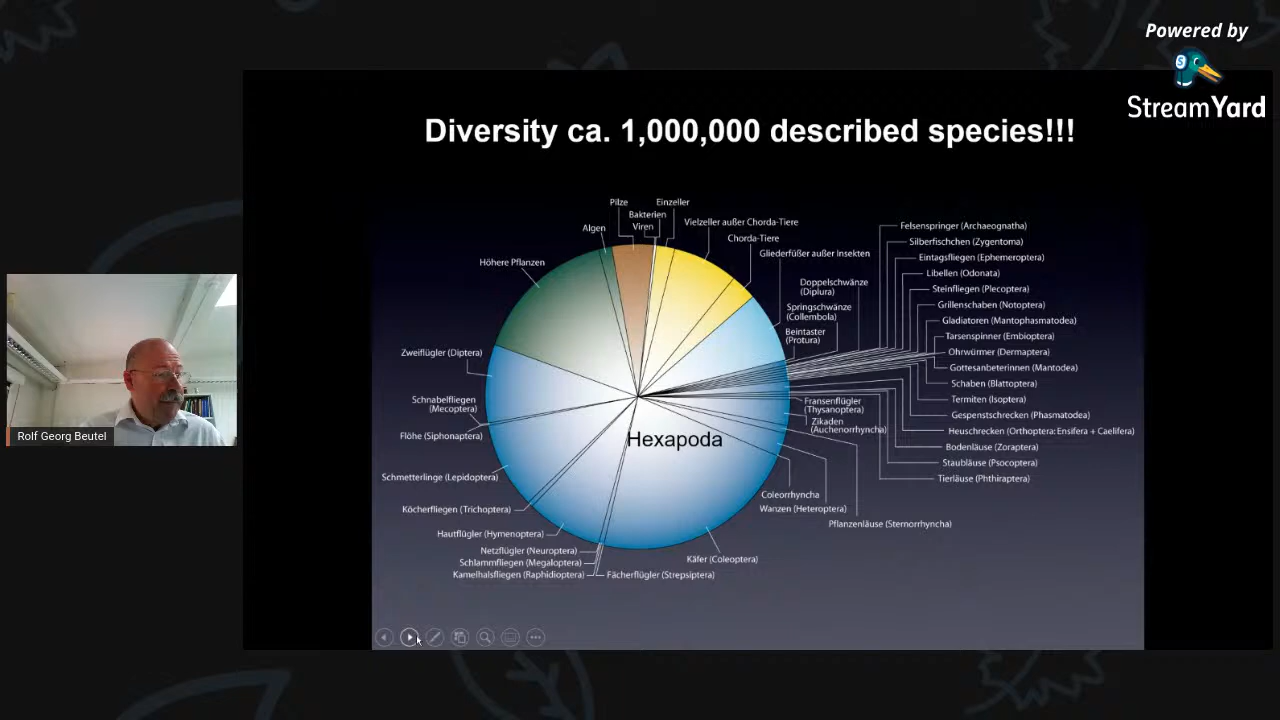 Powered by
StreamYard
Diversity ca. 1,000,000 described species!!!
Pilze
Einzeller
Bakterien
Viren
Vielzeller außer Chorda-Tiere
Algen
Chorda-Tiere
Gliederfüßer außer Insekten
Höhere Pflanzen
Doppelschwänze
(Diplura)
Springschwänze
(Collembola)
Beintaster
(Protura)
Felsenspringer (Archaeognatha)
Silberfischchen (Zygentoma)
Eintagsfliegen (Ephemeroptera)
Libellen (Odonata)
Steinfliegen (Plecoptera)
Grillenschaben (Notoptera)
Gladiatoren (Mantophasmatodea)
Tarsenspinner (Embioptera)
Ohrwürmer (Dermaptera)
Gottesanbeterinnen (Mantodea)
Schaben (Blattoptera)
Termiten (Isoptera)
Gespenstschrecken (Phasmatodea)
Heuschrecken (Orthoptera: Ensifera + Caelifera)
Bodenläuse (Zoraptera)
Staubläuse (Psocoptera)
Tierläuse (Phthiraptera)
Zweiflügler (Diptera)
Schnabelfliegen
(Mecoptera)
Flöhe (Siphonaptera)
Fransenflügler
(Thysanoptera)
Zikaden
(Auchenorrhyncha)
Hexapoda
Schmetterlinge (Lepidoptera)
Köcherfliegen (Trichoptera)
Hautflügler (Hymenoptera)
Netzflügler (Neuroptera)
Schlammfliegen (Megaloptera)
Kamelhalsfliegen (Raphidioptera)
Fächerflügler (Strepsiptera)
Käfer (Coleoptera)
Coleorrhyncha
Wanzen (Heteroptera)
Pflanzenläuse (Sternorrhyncha)
Rolf Georg Beutel